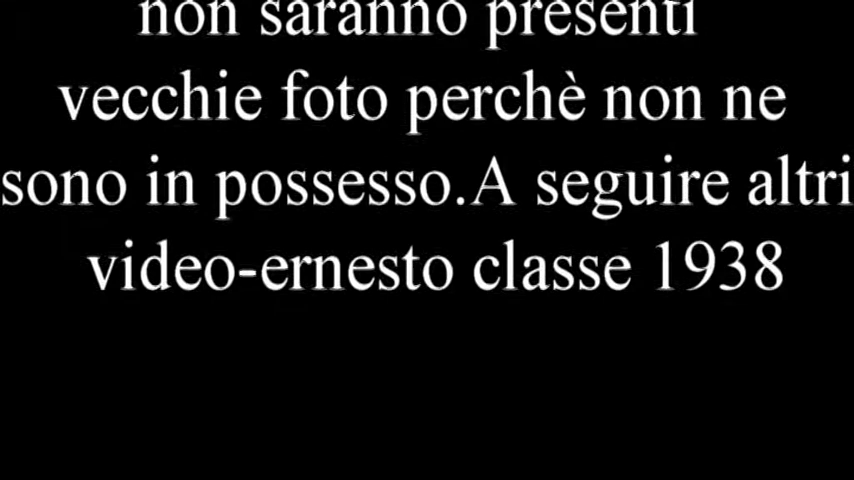 non saranno presenti
vecchie foto perchè non ne
sono in possesso.A seguire altri
video-ernesto classe 1938